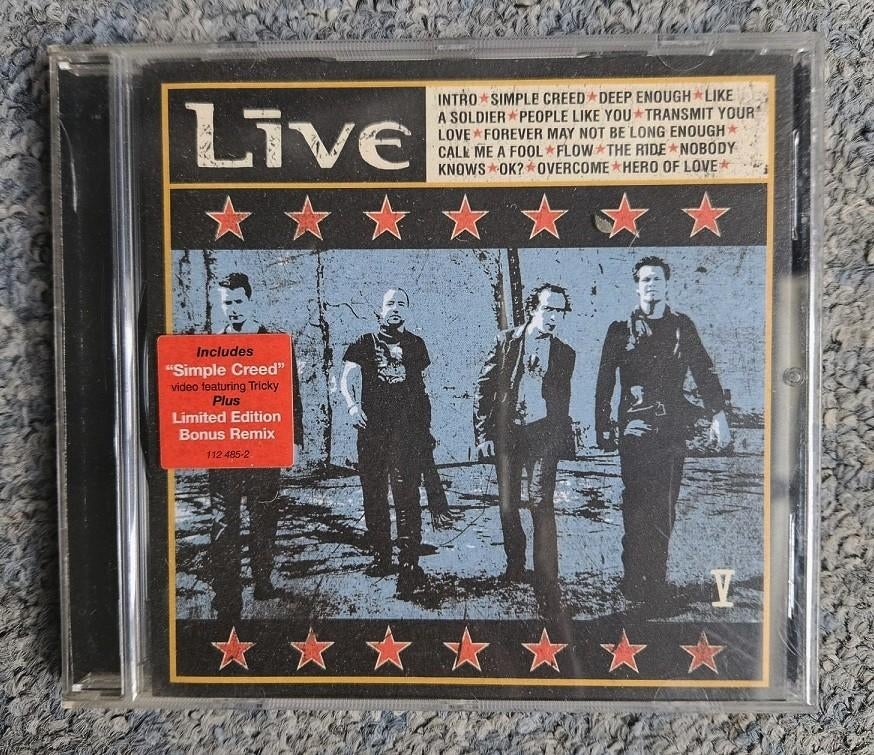 Līve
INTRO★SIMPLE CREED★DEEP ENOUGH★LIKE
A SOLDIER★PEOPLE LIKE YOU★TRANSMIT YOUR
LOVE★FOREVER MAY NOT BE LONG ENOUGH★
CALL ME A FOOL★FLOW★THE RIDE★NOBODY
KNOWS★OK?★OVERCOME★HERO OF LOVE★
Includes
"Simple Creed"
video featuring Tricky
Plus
Limited Edition
Bonus Remix
112 485-2
V